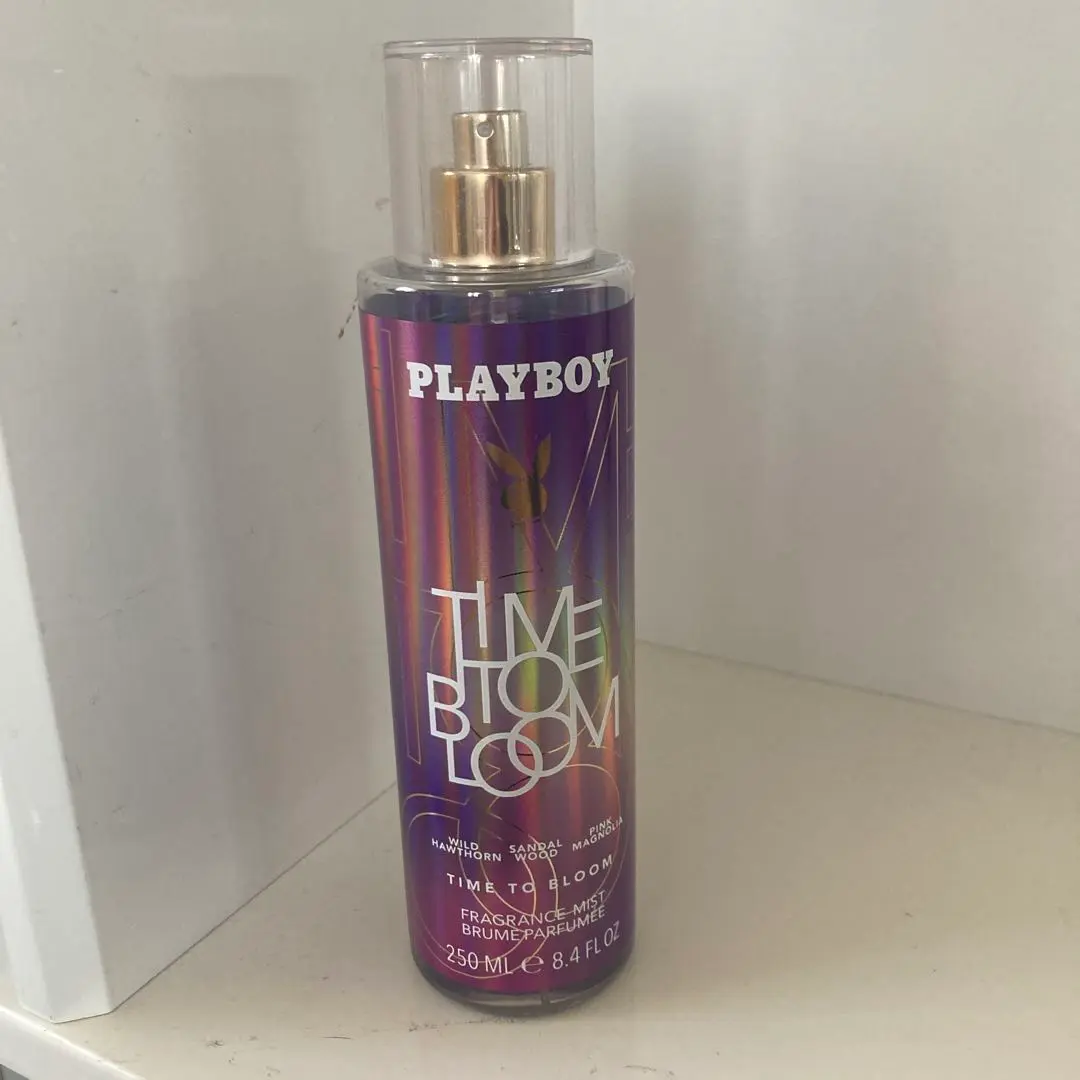 PLAYBOY
TIME
TO
BLOOM
WILD HAWTHORN
SANDAL WOOD
PINK MAGNOLIA
TIME TO BLOOM
FRAGRANCE MIST
BRUME PARFUMÉE
250 ML ℮ 8.4 FL OZ